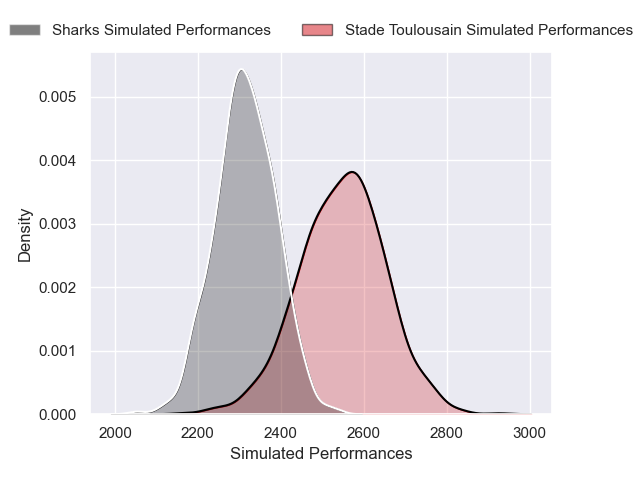 Sharks Simulated Performances   Stade Toulousain Simulated Performances
0.005
0.004
0.003
0.002
0.001
0.000
Density
2000 2200 2400 2600 2800 3000
Simulated Performances